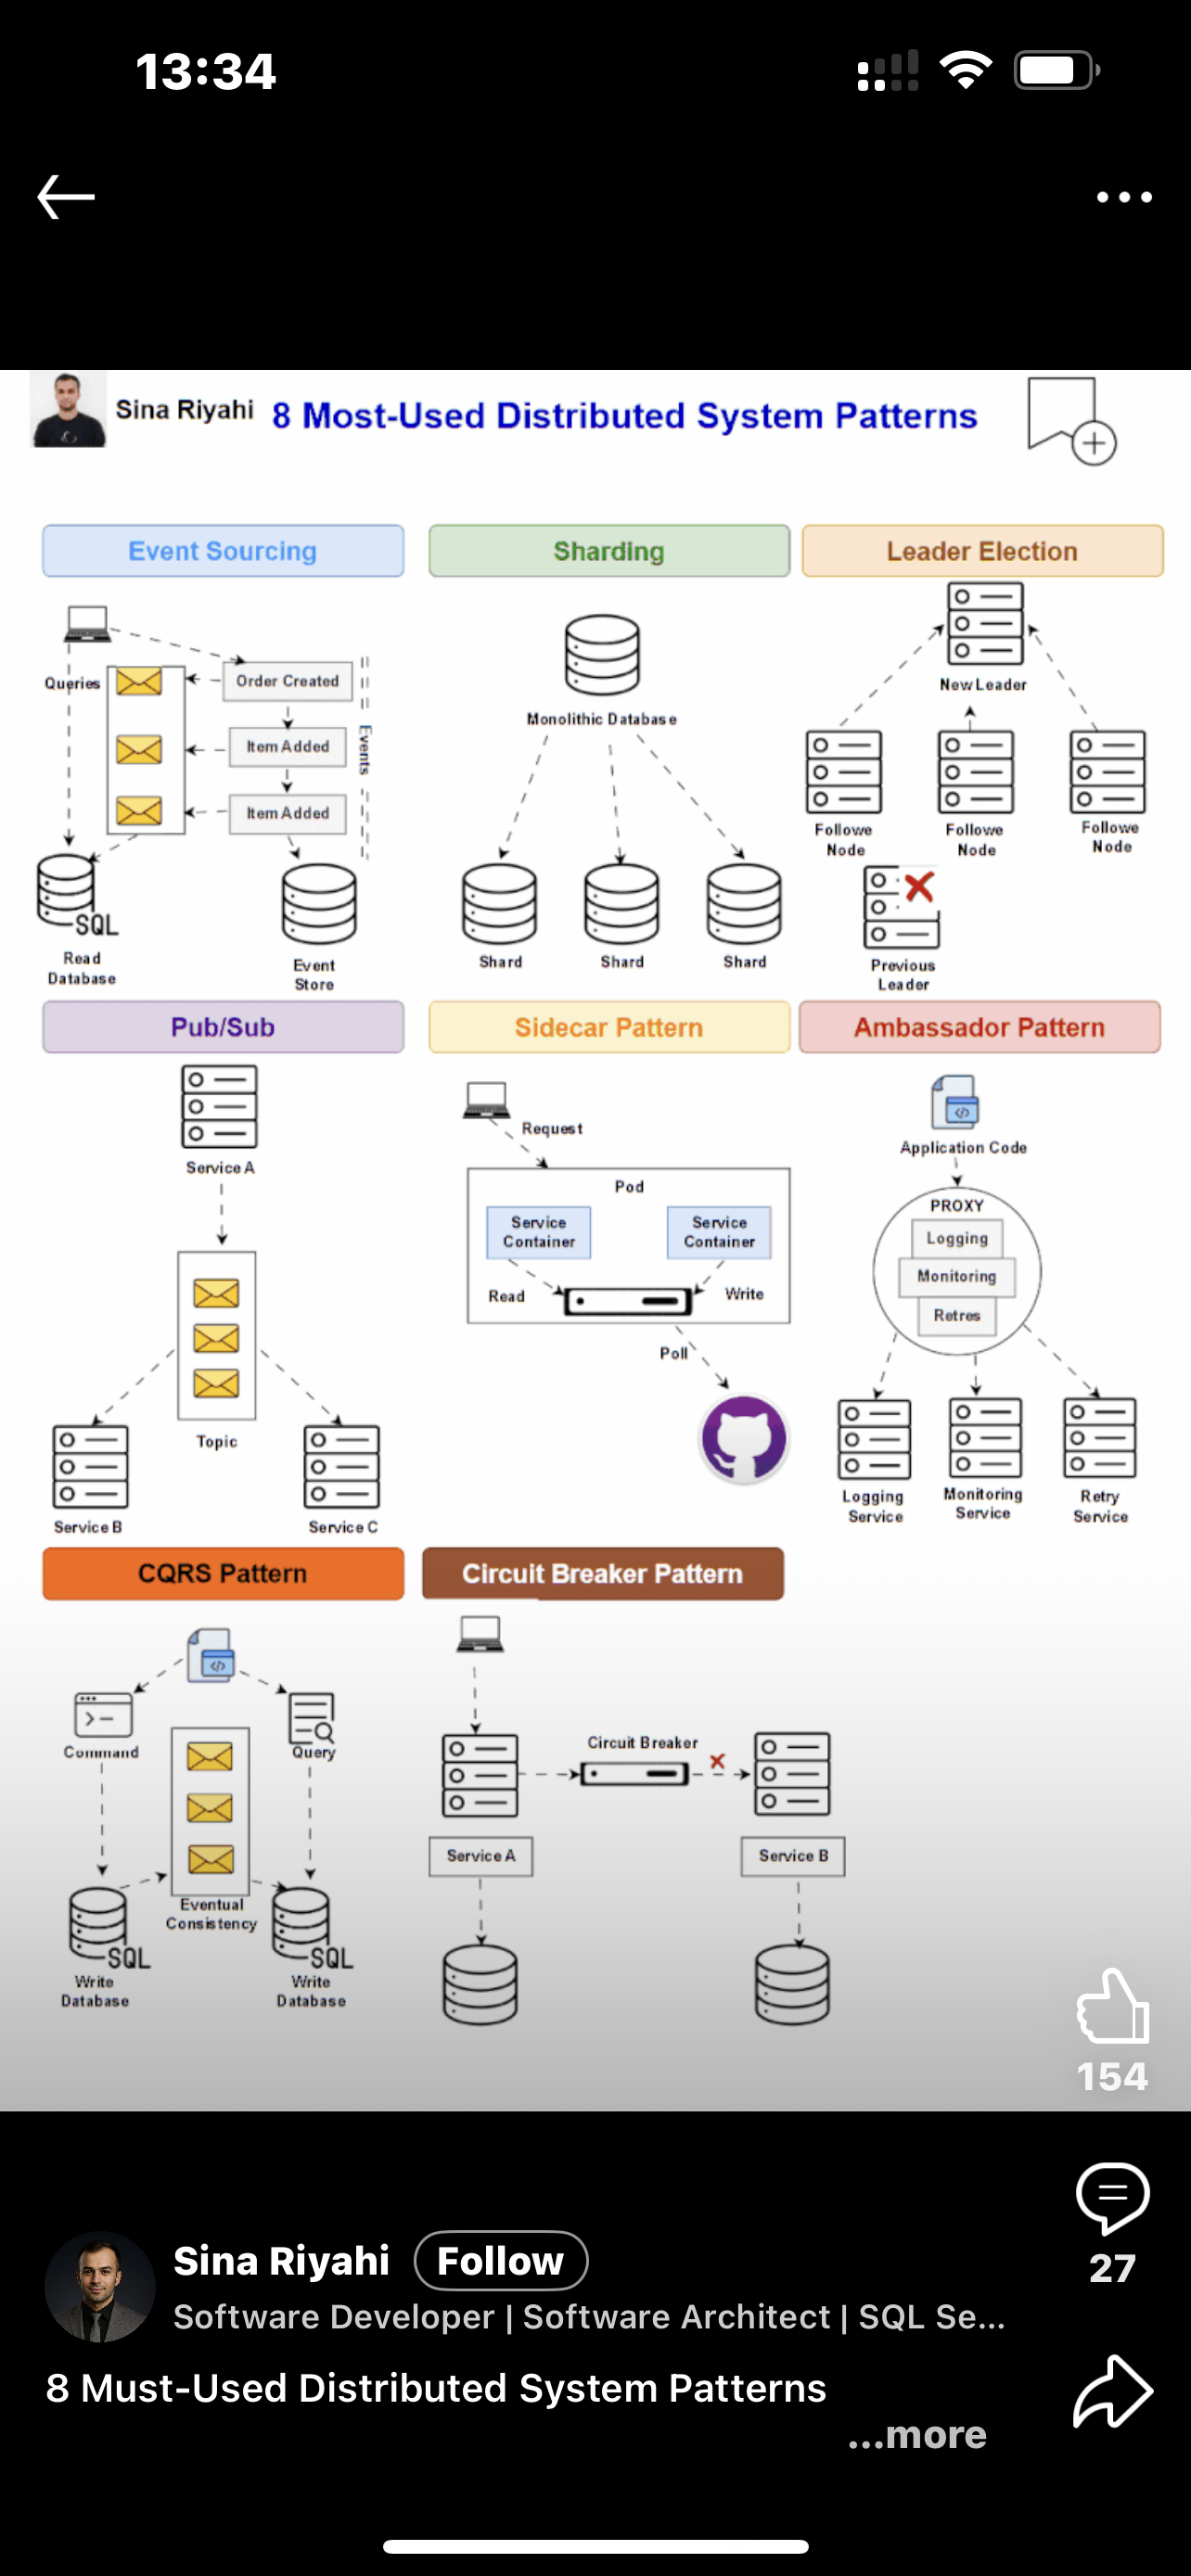 13:34
Sina Riyahi
8 Most-Used Distributed System Patterns
Event Sourcing
Queries
Order Created
Item Added
Item Added
Events
SQL
Read
Database
Event
Store
Sharding
Monolithic Database
Shard
Shard
Shard
Leader Election
New Leader
Followe
Node
Followe
Node
Followe
Node
Previous
Leader
Pub/Sub
Service A
Topic
Service B
Service C
Sidecar Pattern
Request
Pod
Service
Container
Service
Container
Read
Write
Poll
Ambassador Pattern
Application Code
PROXY
Logging
Monitoring
Retres
Logging
Service
Monitoring
Service
Retry
Service
CQRS Pattern
Command
Query
Eventual
Consistency
SQL
Write
Database
SQL
Write
Database
Circuit Breaker Pattern
Circuit Breaker
Service A
Service B
154
27
Sina Riyahi
Follow
Software Developer | Software Architect | SQL Se...
8 Must-Used Distributed System Patterns
...more